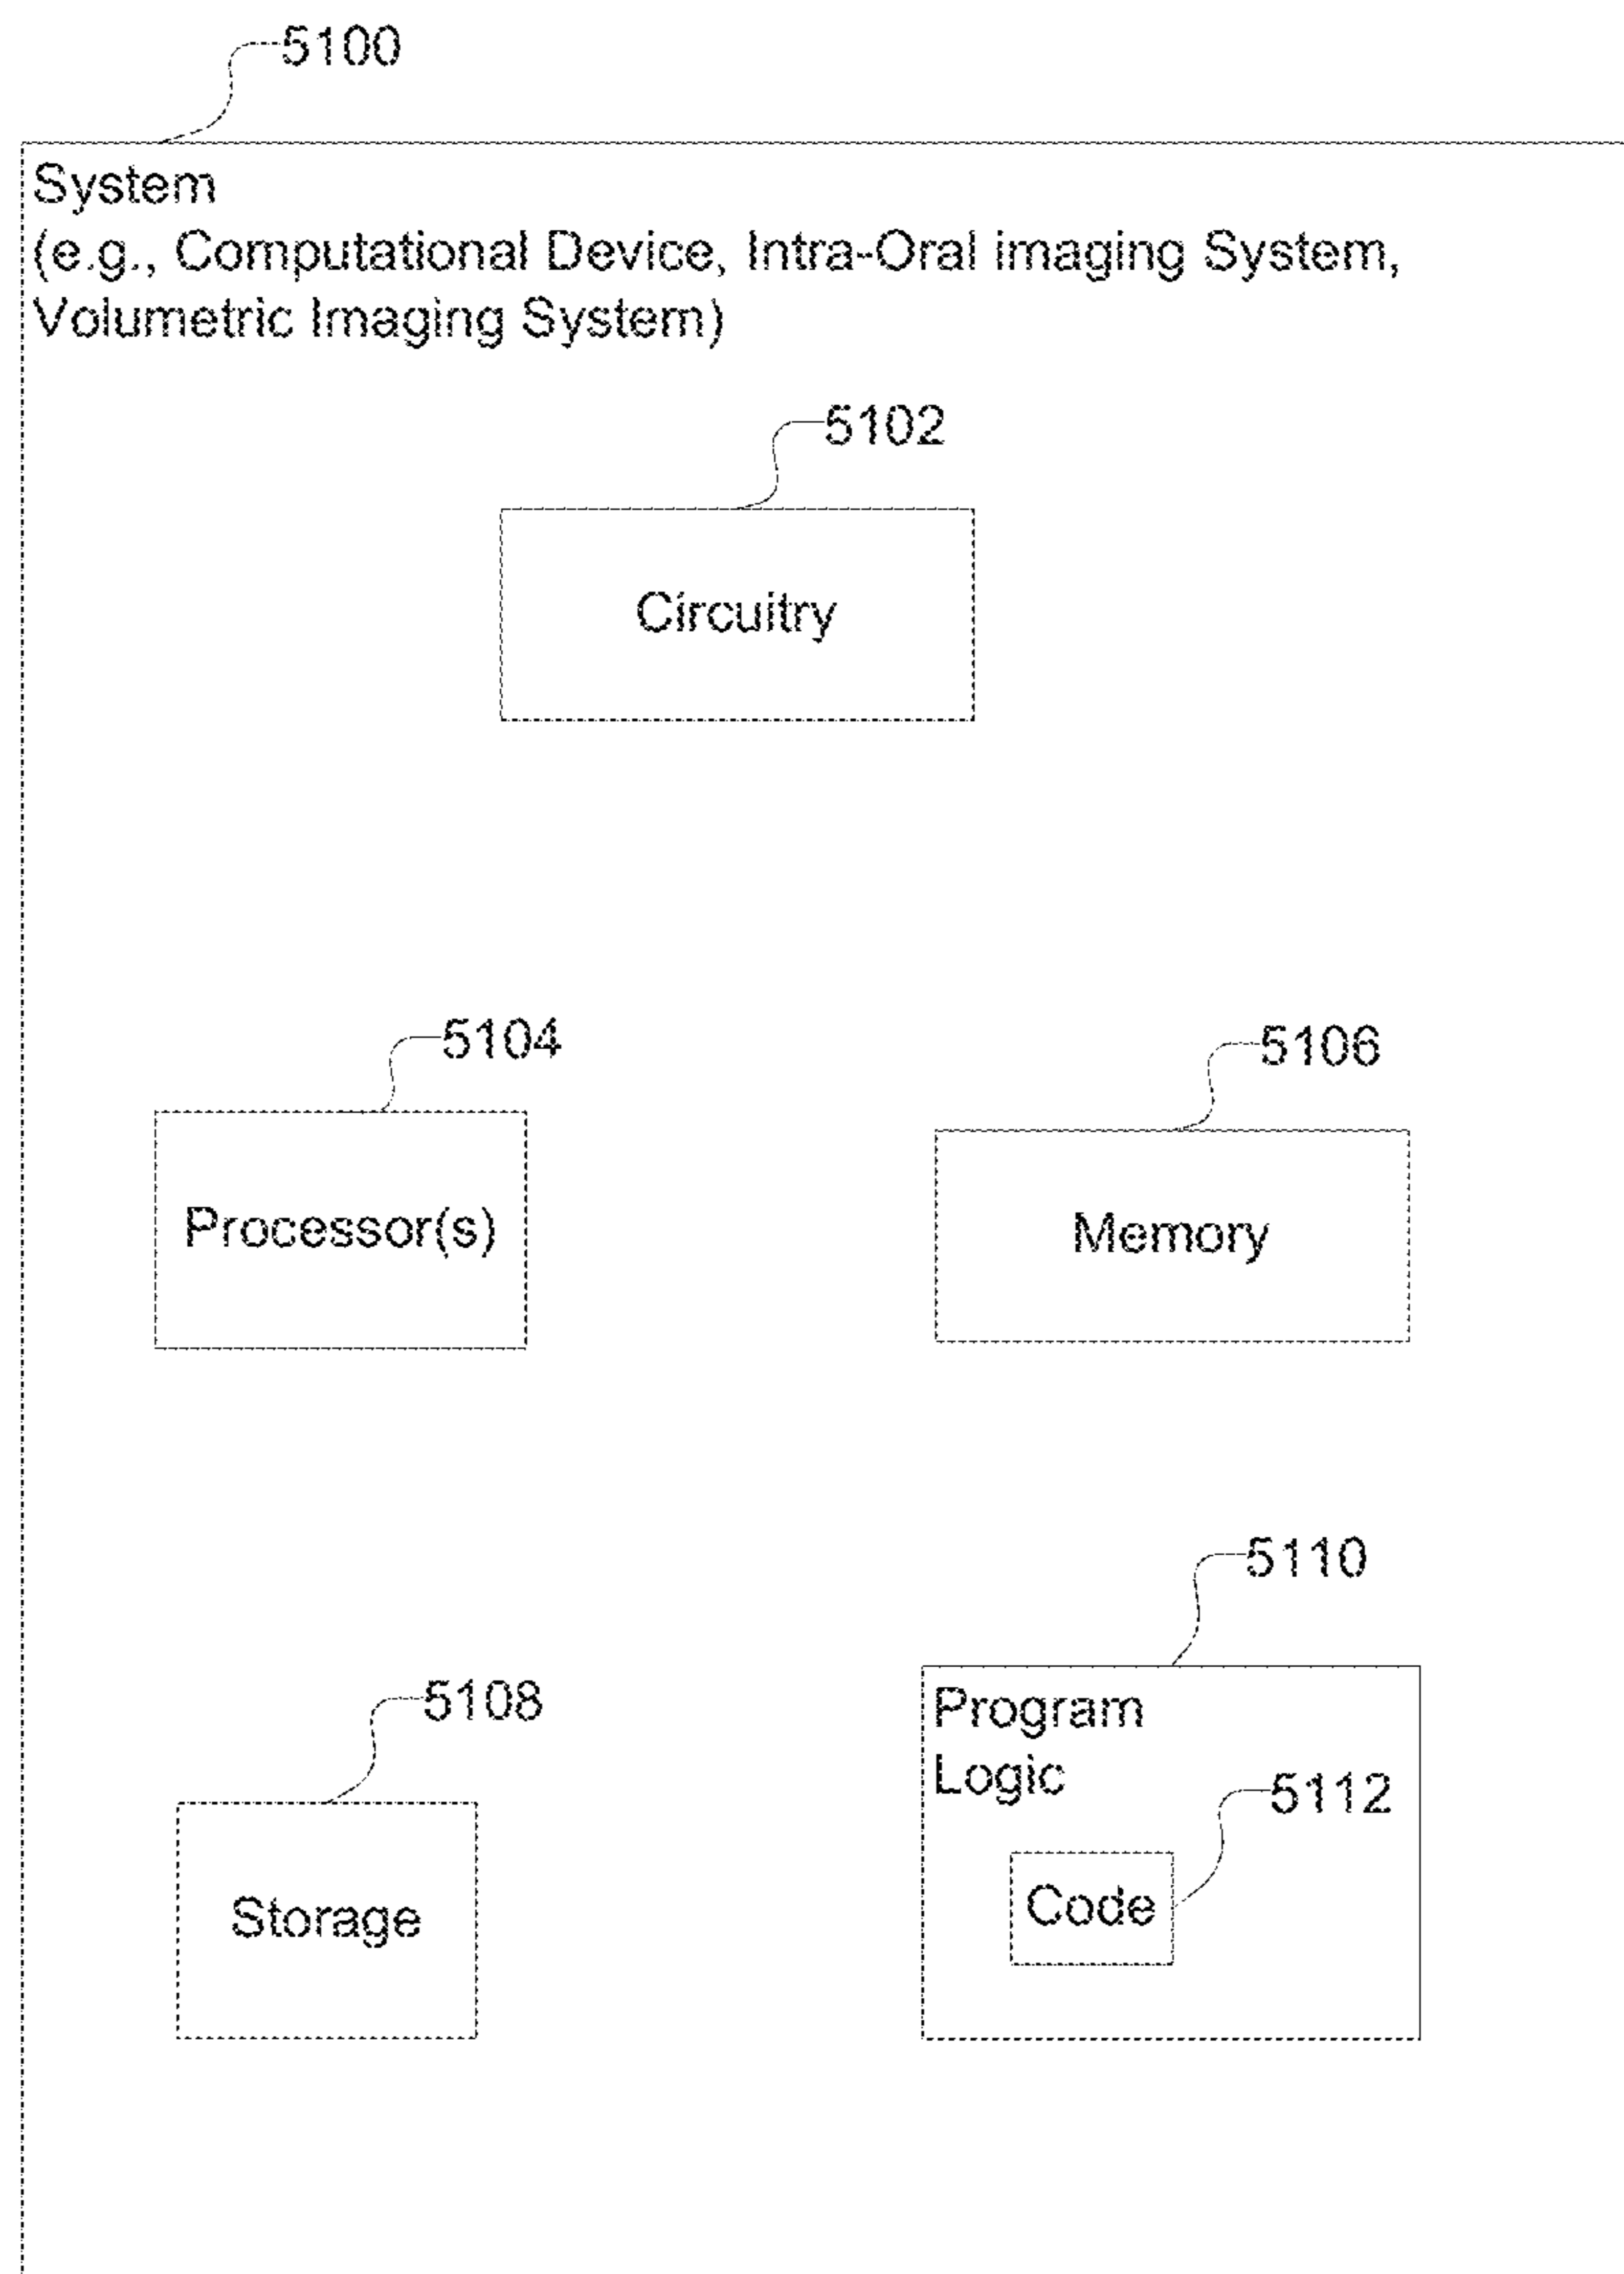 5100
System
(e.g., Computational Device, Intra-Oral imaging System,
Volumetric Imaging System)
5102
Circuitry
5104
5106
Processor(s)
Memory
5110
5108
Program
Logic
5112
Code
Storage